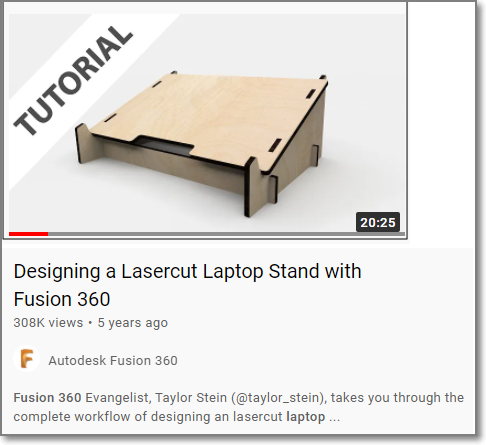 TUTORIAL
20:25
Designing a Lasercut Laptop Stand with
Fusion 360
308K views • 5 years ago
F Autodesk Fusion 360
Fusion 360 Evangelist, Taylor Stein (@taylor_stein), takes you through the
complete workflow of designing an lasercut laptop ...